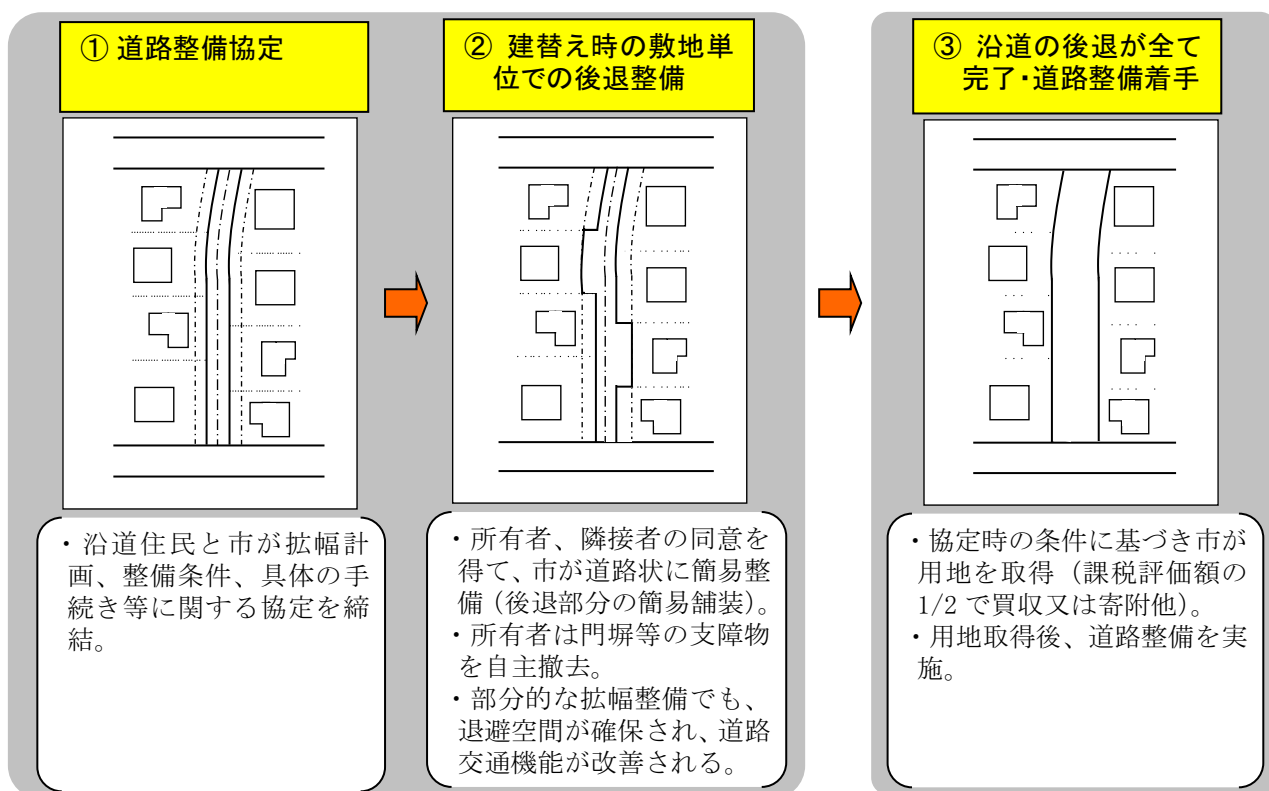 ① 道路整備協定
・沿道住民と市が拡幅計
画、整備条件、具体の手
続き等に関する協定を締
結。
② 建替え時の敷地単
位での後退整備
・所有者、隣接者の同意を
得て、市が道路状に簡易整
備（後退部分の簡易舗装）。
・所有者は門塀等の支障物
を自主撤去。
・部分的な拡幅整備でも、
退避空間が確保され、道路
交通機能が改善される。
③ 沿道の後退が全て
完了・道路整備着手
・協定時の条件に基づき市が
用地を取得（課税評価額の
1/2 で買収又は寄附他）。
・用地取得後、道路整備を実
施。